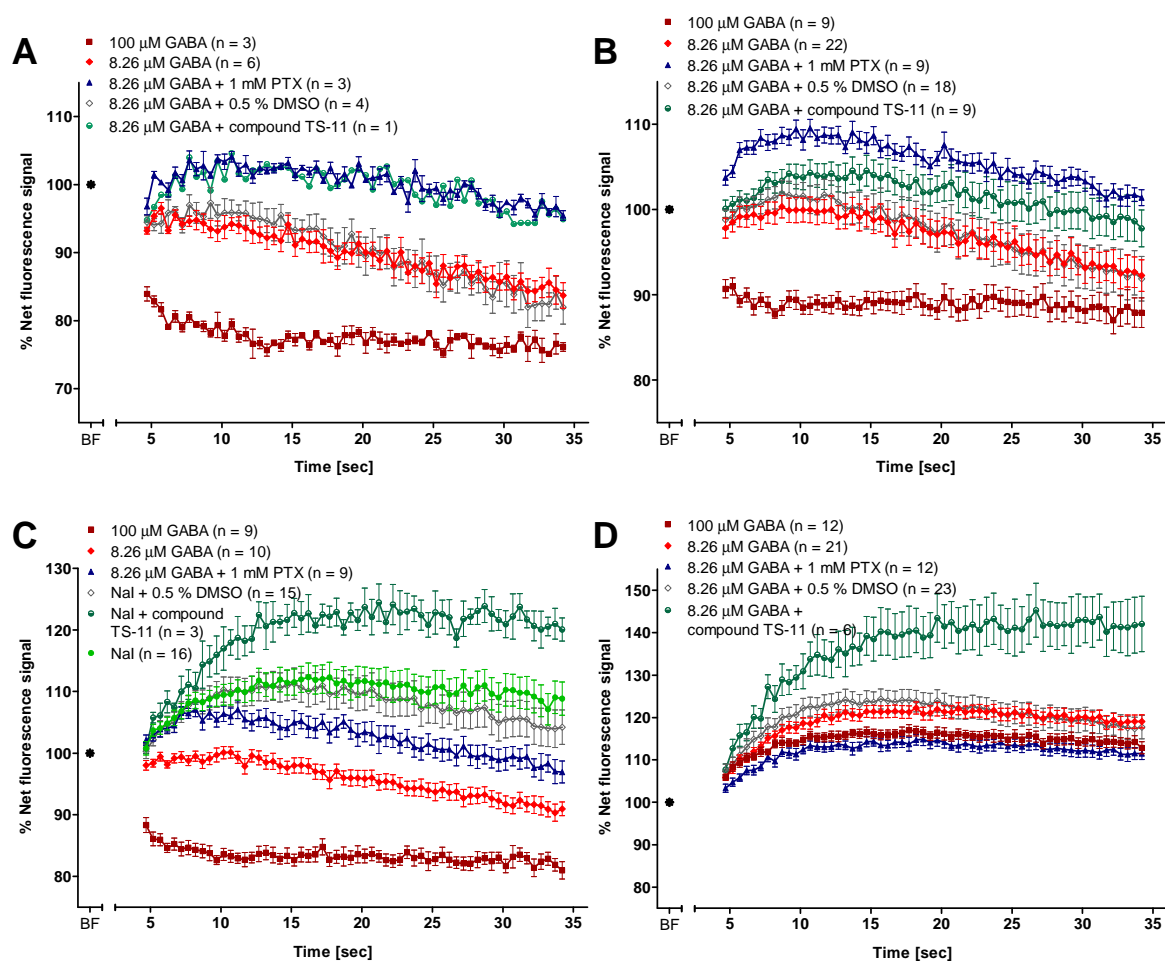 A
100 μM GABA (n = 3)
8.26 μM GABA (n = 6)
8.26 μM GABA + 1 mM PTX (n = 3)
8.26 μM GABA + 0.5 % DMSO (n = 4)
8.26 μM GABA + compound TS-11 (n = 1)
% Net fluorescence signal
110
100
90
80
70
BF 5 10 15 20 25 30 35
Time [sec]
B
100 μM GABA (n = 9)
8.26 μM GABA (n = 22)
8.26 μM GABA + 1 mM PTX (n = 9)
8.26 μM GABA + 0.5 % DMSO (n = 18)
8.26 μM GABA + compound TS-11 (n = 9)
% Net fluorescence signal
110
100
90
80
BF 5 10 15 20 25 30 35
Time [sec]
C
100 μM GABA (n = 9)
8.26 μM GABA (n = 10)
8.26 μM GABA + 1 mM PTX (n = 9)
NaI + 0.5 % DMSO (n = 15)
NaI + compound
TS-11 (n = 3)
NaI (n = 16)
% Net fluorescence signal
130
120
110
100
90
80
BF 5 10 15 20 25 30 35
Time [sec]
D
100 μM GABA (n = 12)
8.26 μM GABA (n = 21)
8.26 μM GABA + 1 mM PTX (n = 12)
8.26 μM GABA + 0.5 % DMSO (n = 23)
8.26 μM GABA +
compound TS-11 (n = 6)
% Net fluorescence signal
150
140
130
120
110
100
90
80
BF 5 10 15 20 25 30 35
Time [sec]